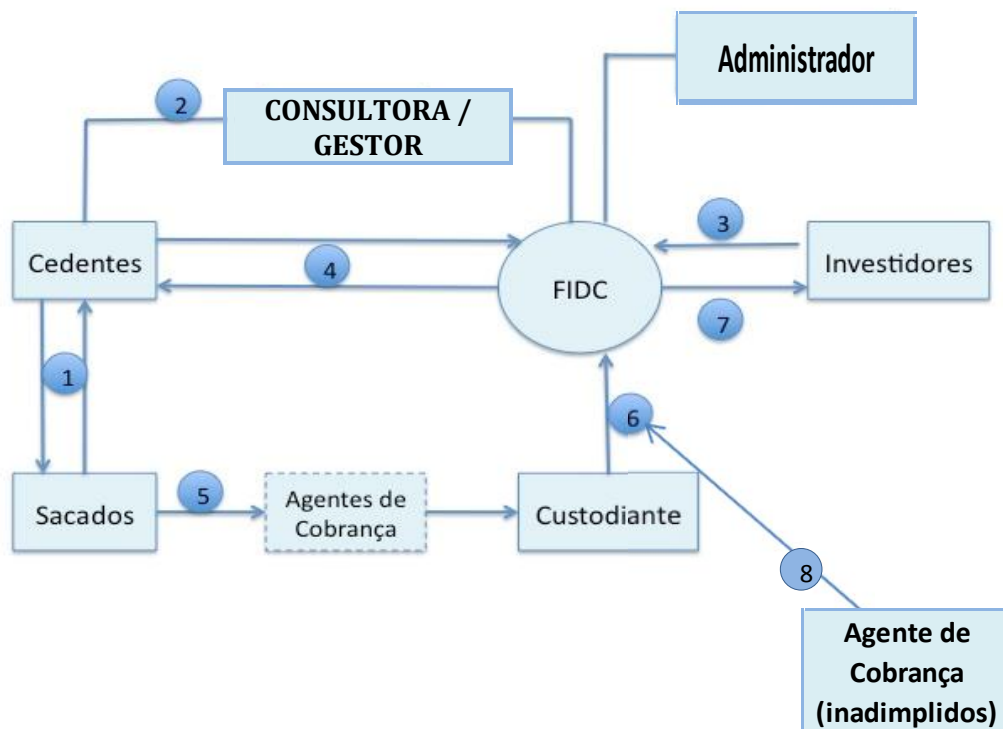 Administrador
2
CONSULTORA /
GESTOR
3
Cedentes
4
FIDC
Investidores
7
1
6
Sacados
5
Agentes de
Cobrança
Custodiante
8
Agente de
Cobrança
(inadimplidos)